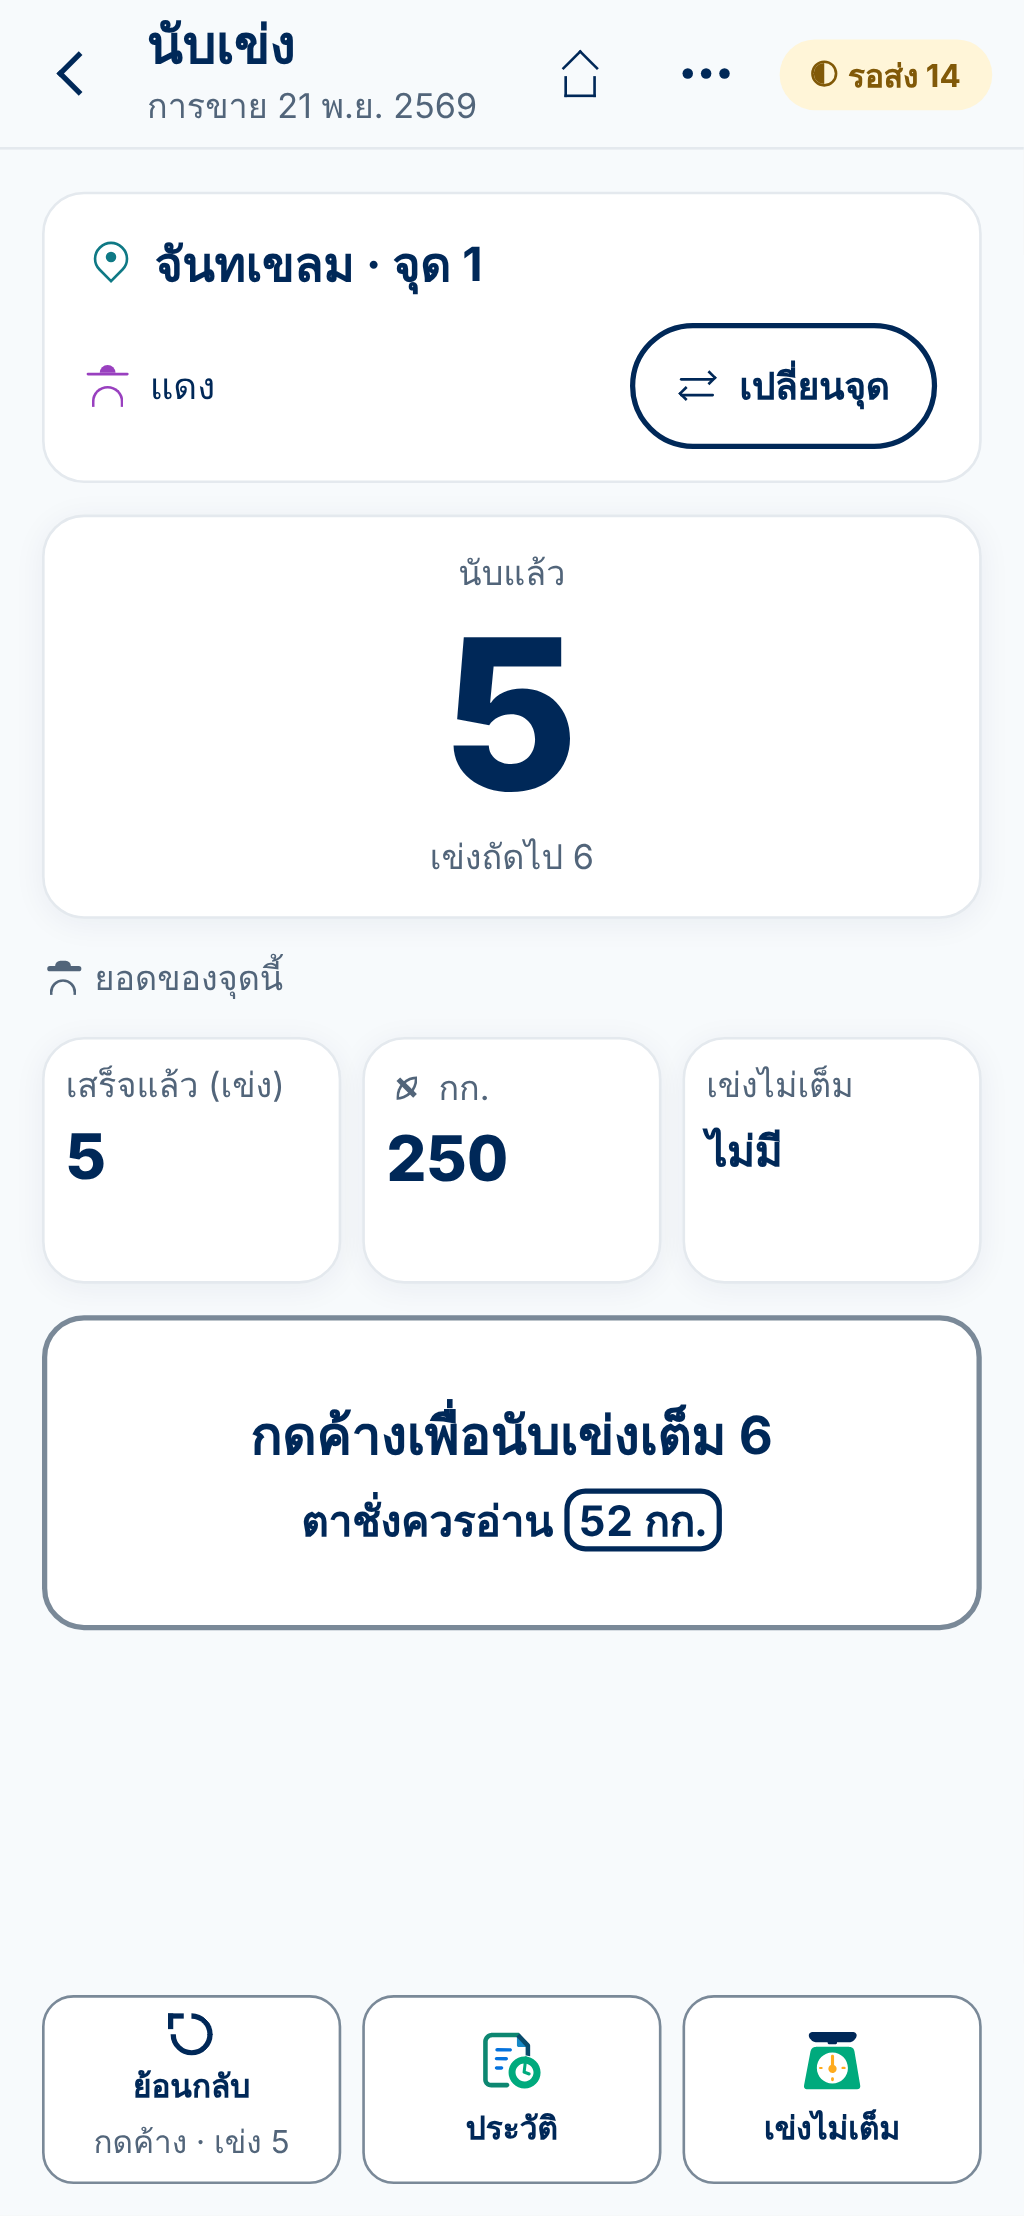 นับเข่ง
การขาย 21 พ.ย. 2569
รอส่ง 14
จันทเขลม · จุด 1
แดง
เปลี่ยนจุด
นับแล้ว
5
เข่งถัดไป 6
ยอดของจุดนี้
เสร็จแล้ว (เข่ง)
5
กก.
250
เข่งไม่เต็ม
ไม่มี
กดค้างเพื่อนับเข่งเต็ม 6
ตาชั่งควรอ่าน 52 กก.
ย้อนกลับ
กดค้าง · เข่ง 5
ประวัติ
เข่งไม่เต็ม